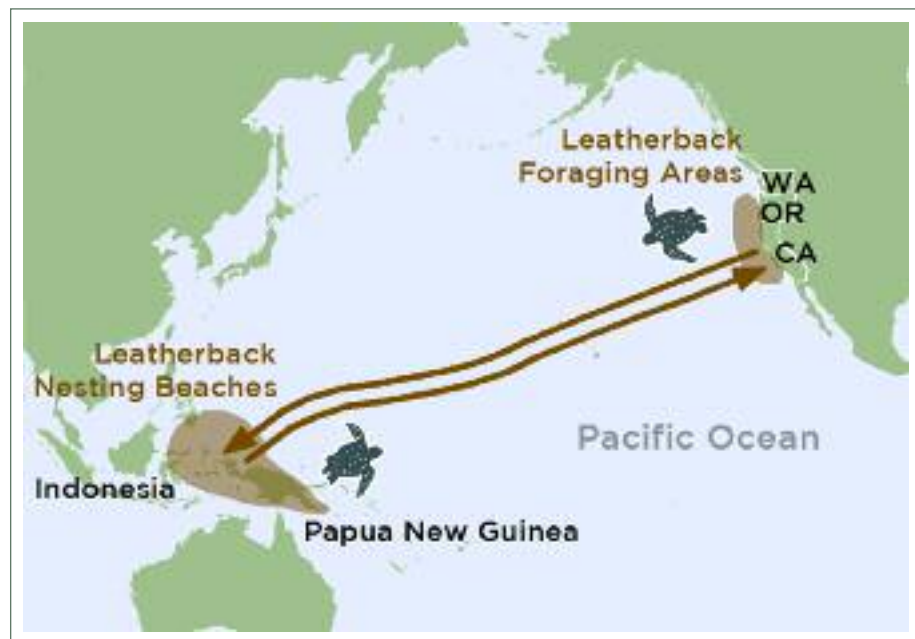 Leatherback
Foraging Areas
WA
OR
CA
Leatherback
Nesting Beaches
Pacific Ocean
Indonesia
Papua New Guinea